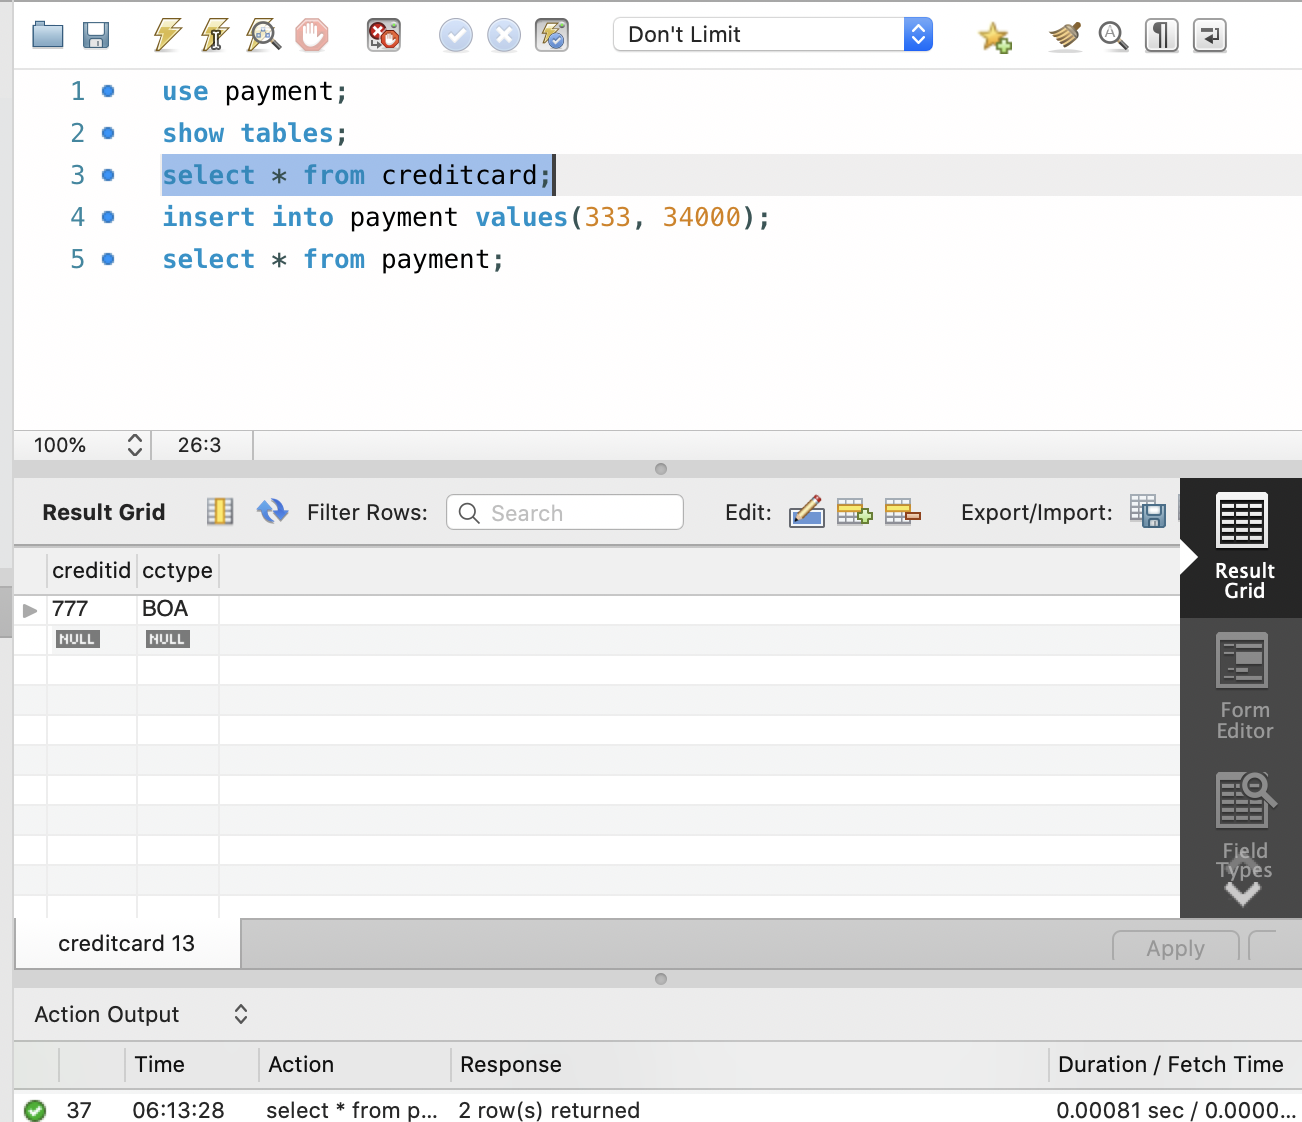 Don't Limit
1 use payment;
2 show tables;
3 select * from creditcard;
4 insert into payment values(333, 34000);
5 select * from payment;
100% 26:3
Result Grid Filter Rows: Search Edit: Export/Import:
creditid cctype
777 BOA
NULL NULL
Result
Grid
Form
Editor
Field
Types
creditcard 13
Apply
Action Output
Time Action Response Duration / Fetch Time
37 06:13:28 select * from p... 2 row(s) returned 0.00081 sec / 0.0000...